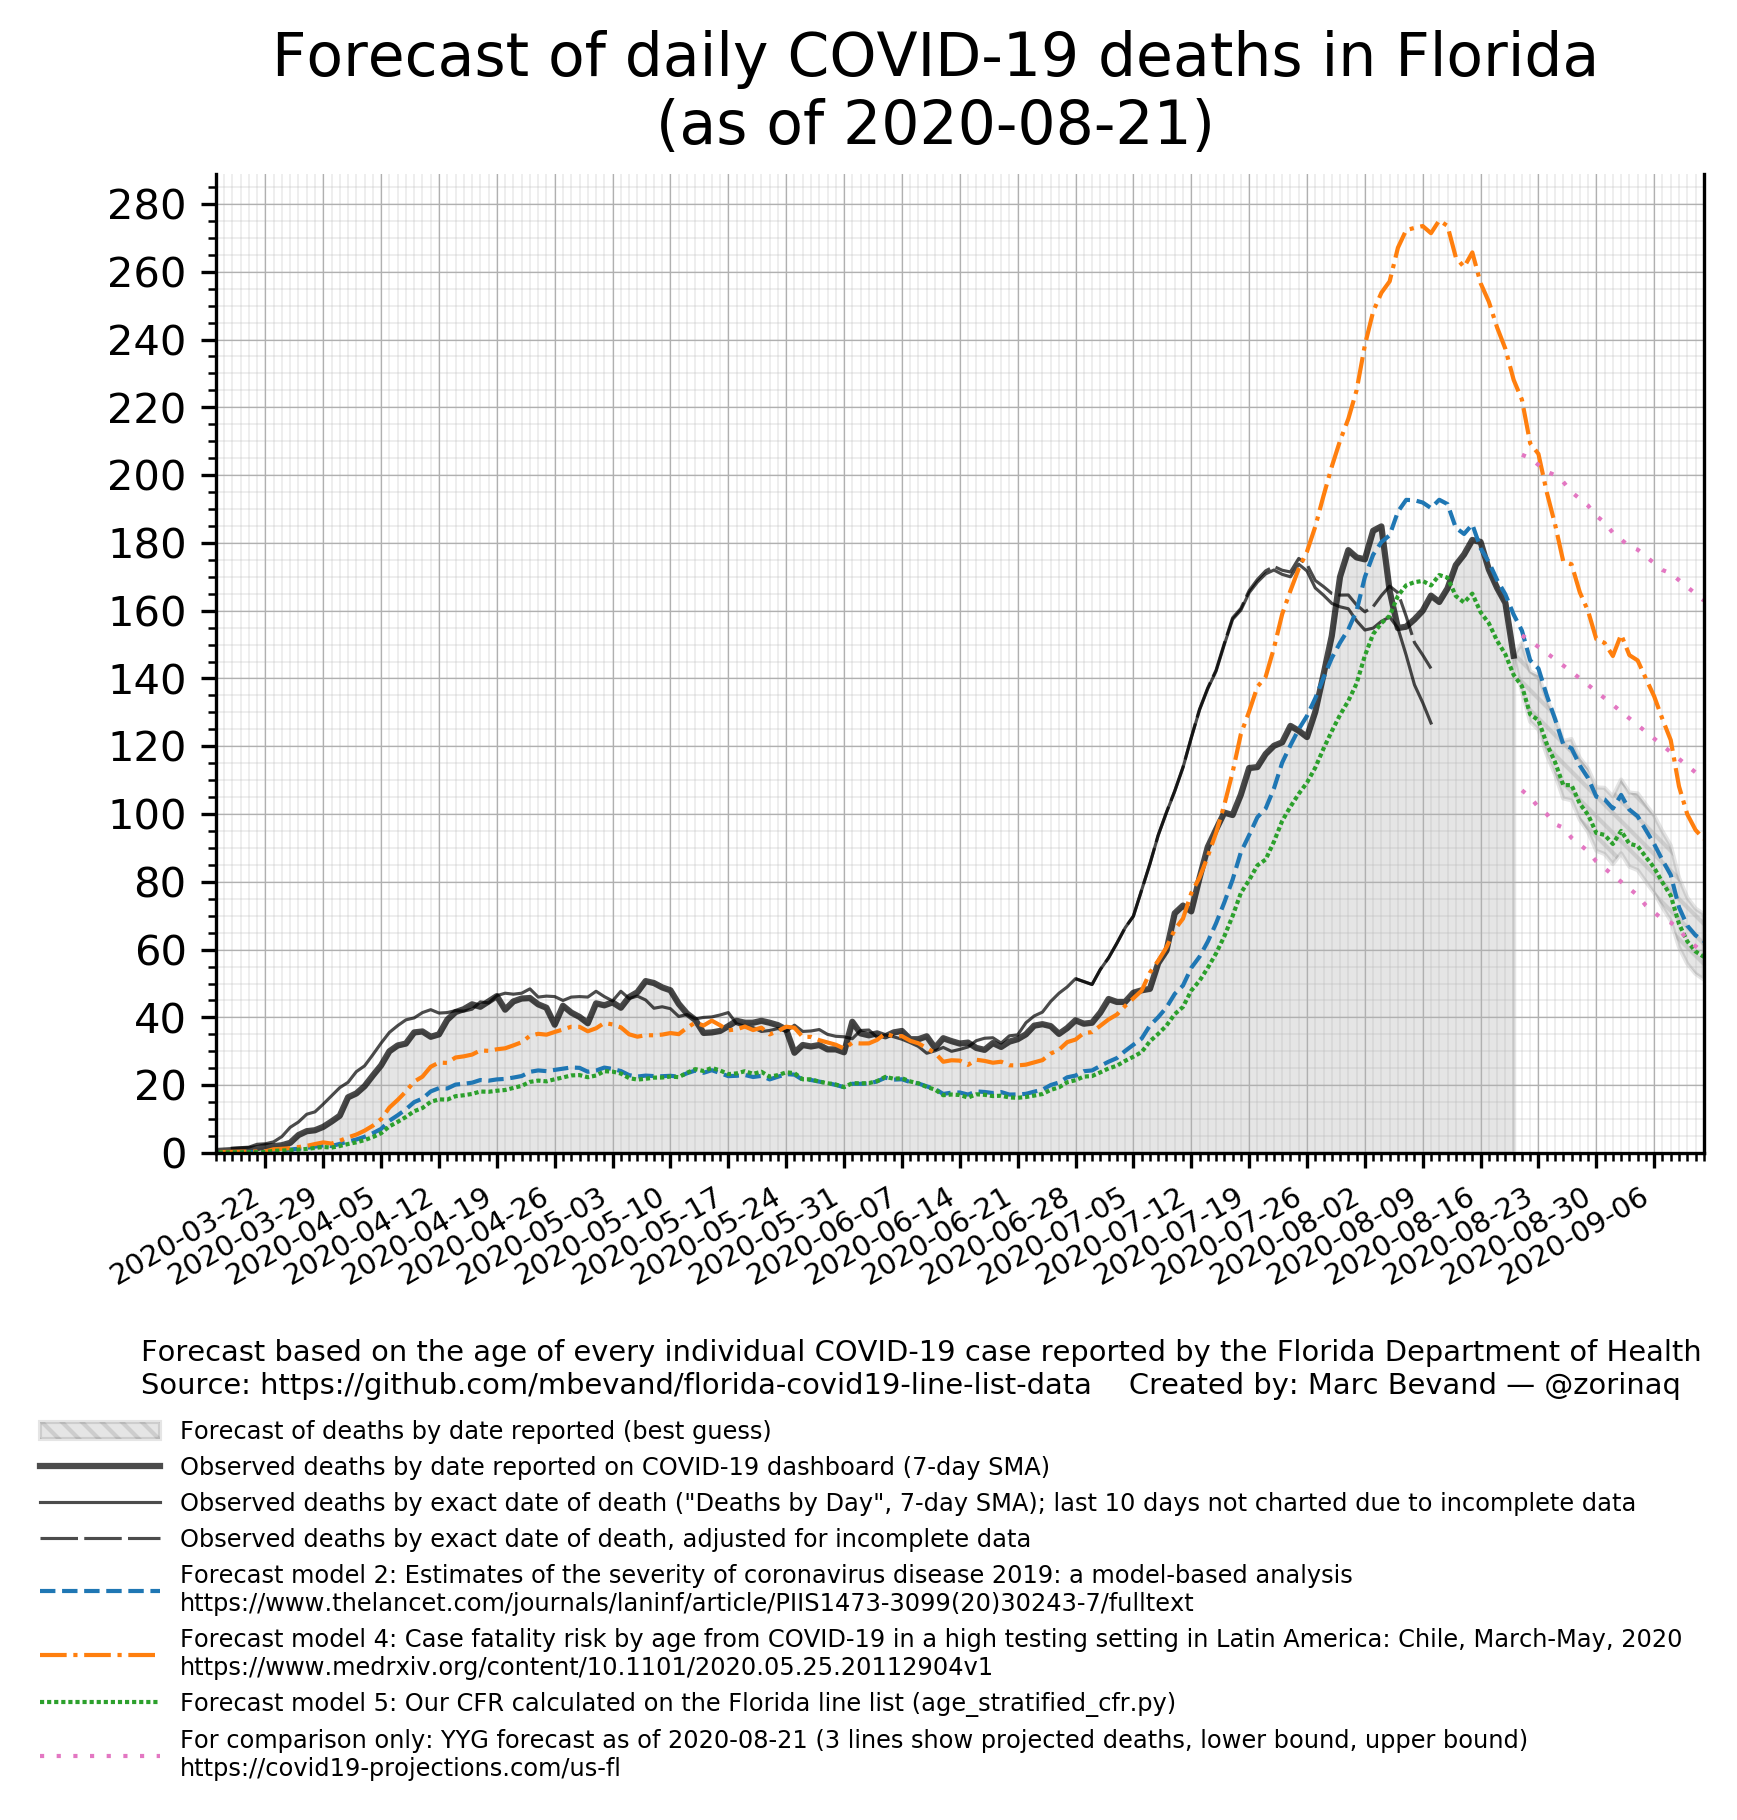 Forecast of daily COVID-19 deaths in Florida
(as of 2020-08-21)
280
260
240
220
200
180
160
140
120
100
80
60
40
20
0
2020-03-22
2020-03-29
2020-04-05
2020-04-12
2020-04-19
2020-04-26
2020-05-03
2020-05-10
2020-05-17
2020-05-24
2020-05-31
2020-06-07
2020-06-14
2020-06-21
2020-06-28
2020-07-05
2020-07-12
2020-07-19
2020-07-26
2020-08-02
2020-08-09
2020-08-16
2020-08-23
2020-08-30
2020-09-06
Forecast based on the age of every individual COVID-19 case reported by the Florida Department of Health
Source: https://github.com/mbevand/florida-covid19-line-list-data    Created by: Marc Bevand — @zorinaq
Forecast of deaths by date reported (best guess)
Observed deaths by date reported on COVID-19 dashboard (7-day SMA)
Observed deaths by exact date of death ("Deaths by Day", 7-day SMA); last 10 days not charted due to incomplete data
Observed deaths by exact date of death, adjusted for incomplete data
Forecast model 2: Estimates of the severity of coronavirus disease 2019: a model-based analysis
https://www.thelancet.com/journals/laninf/article/PIIS1473-3099(20)30243-7/fulltext
Forecast model 4: Case fatality risk by age from COVID-19 in a high testing setting in Latin America: Chile, March-May, 2020
https://www.medrxiv.org/content/10.1101/2020.05.25.20112904v1
Forecast model 5: Our CFR calculated on the Florida line list (age_stratified_cfr.py)
For comparison only: YYG forecast as of 2020-08-21 (3 lines show projected deaths, lower bound, upper bound)
https://covid19-projections.com/us-fl